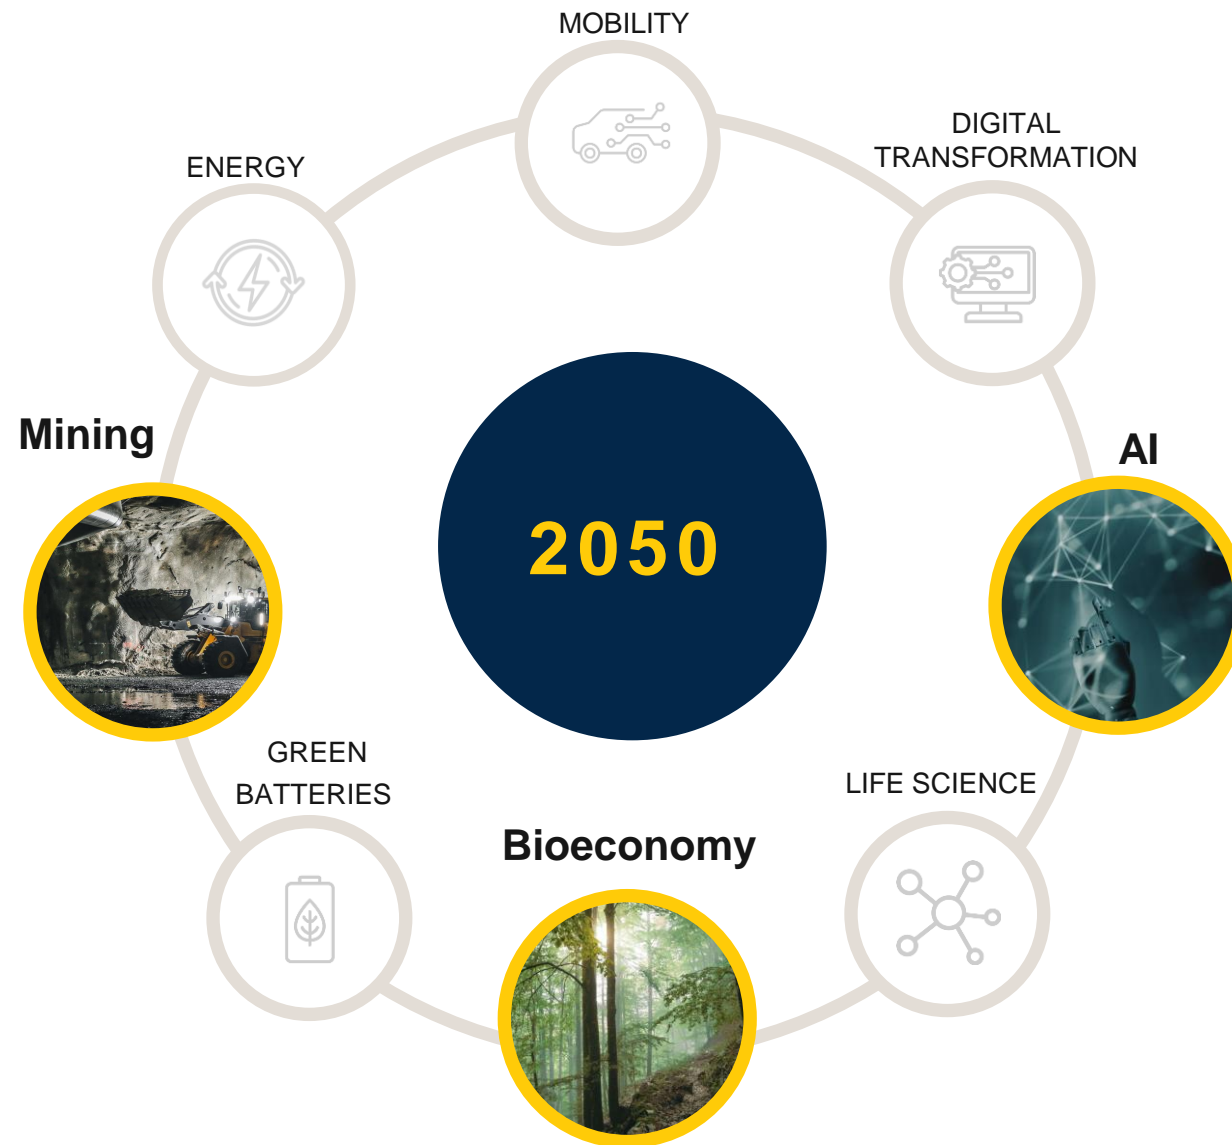 MOBILITY
DIGITAL
TRANSFORMATION
ENERGY
Mining
AI
2050
GREEN
BATTERIES
LIFE SCIENCE
Bioeconomy